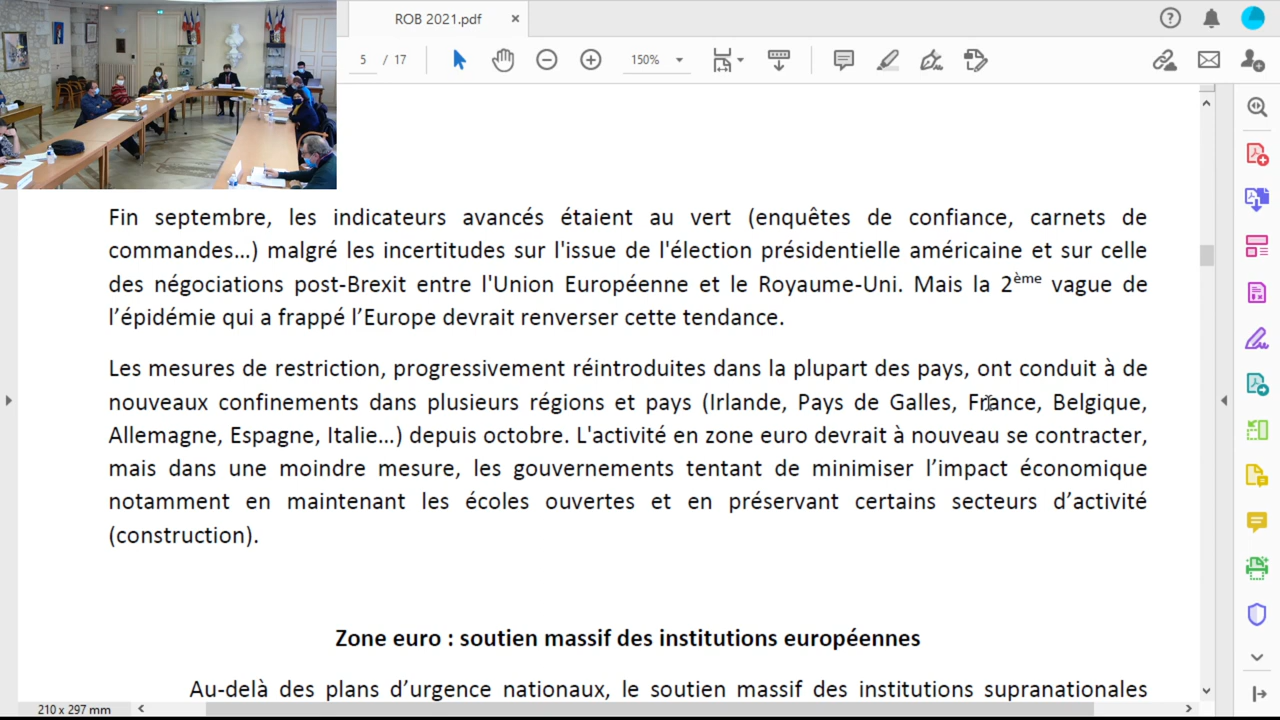 ROB 2021.pdf
5 / 17
150%
Fin septembre, les indicateurs avancés étaient au vert (enquêtes de confiance, carnets de
commandes...) malgré les incertitudes sur l'issue de l'élection présidentielle américaine et sur celle
des négociations post-Brexit entre l'Union Européenne et le Royaume-Uni. Mais la 2ème vague de
l’épidémie qui a frappé l’Europe devrait renverser cette tendance.
Les mesures de restriction, progressivement réintroduites dans la plupart des pays, ont conduit à de
nouveaux confinements dans plusieurs régions et pays (Irlande, Pays de Galles, France, Belgique,
Allemagne, Espagne, Italie...) depuis octobre. L'activité en zone euro devrait à nouveau se contracter,
mais dans une moindre mesure, les gouvernements tentant de minimiser l’impact économique
notamment en maintenant les écoles ouvertes et en préservant certains secteurs d’activité
(construction).
Zone euro : soutien massif des institutions européennes
Au-delà des plans d’urgence nationaux, le soutien massif des institutions supranationales
210 x 297 mm